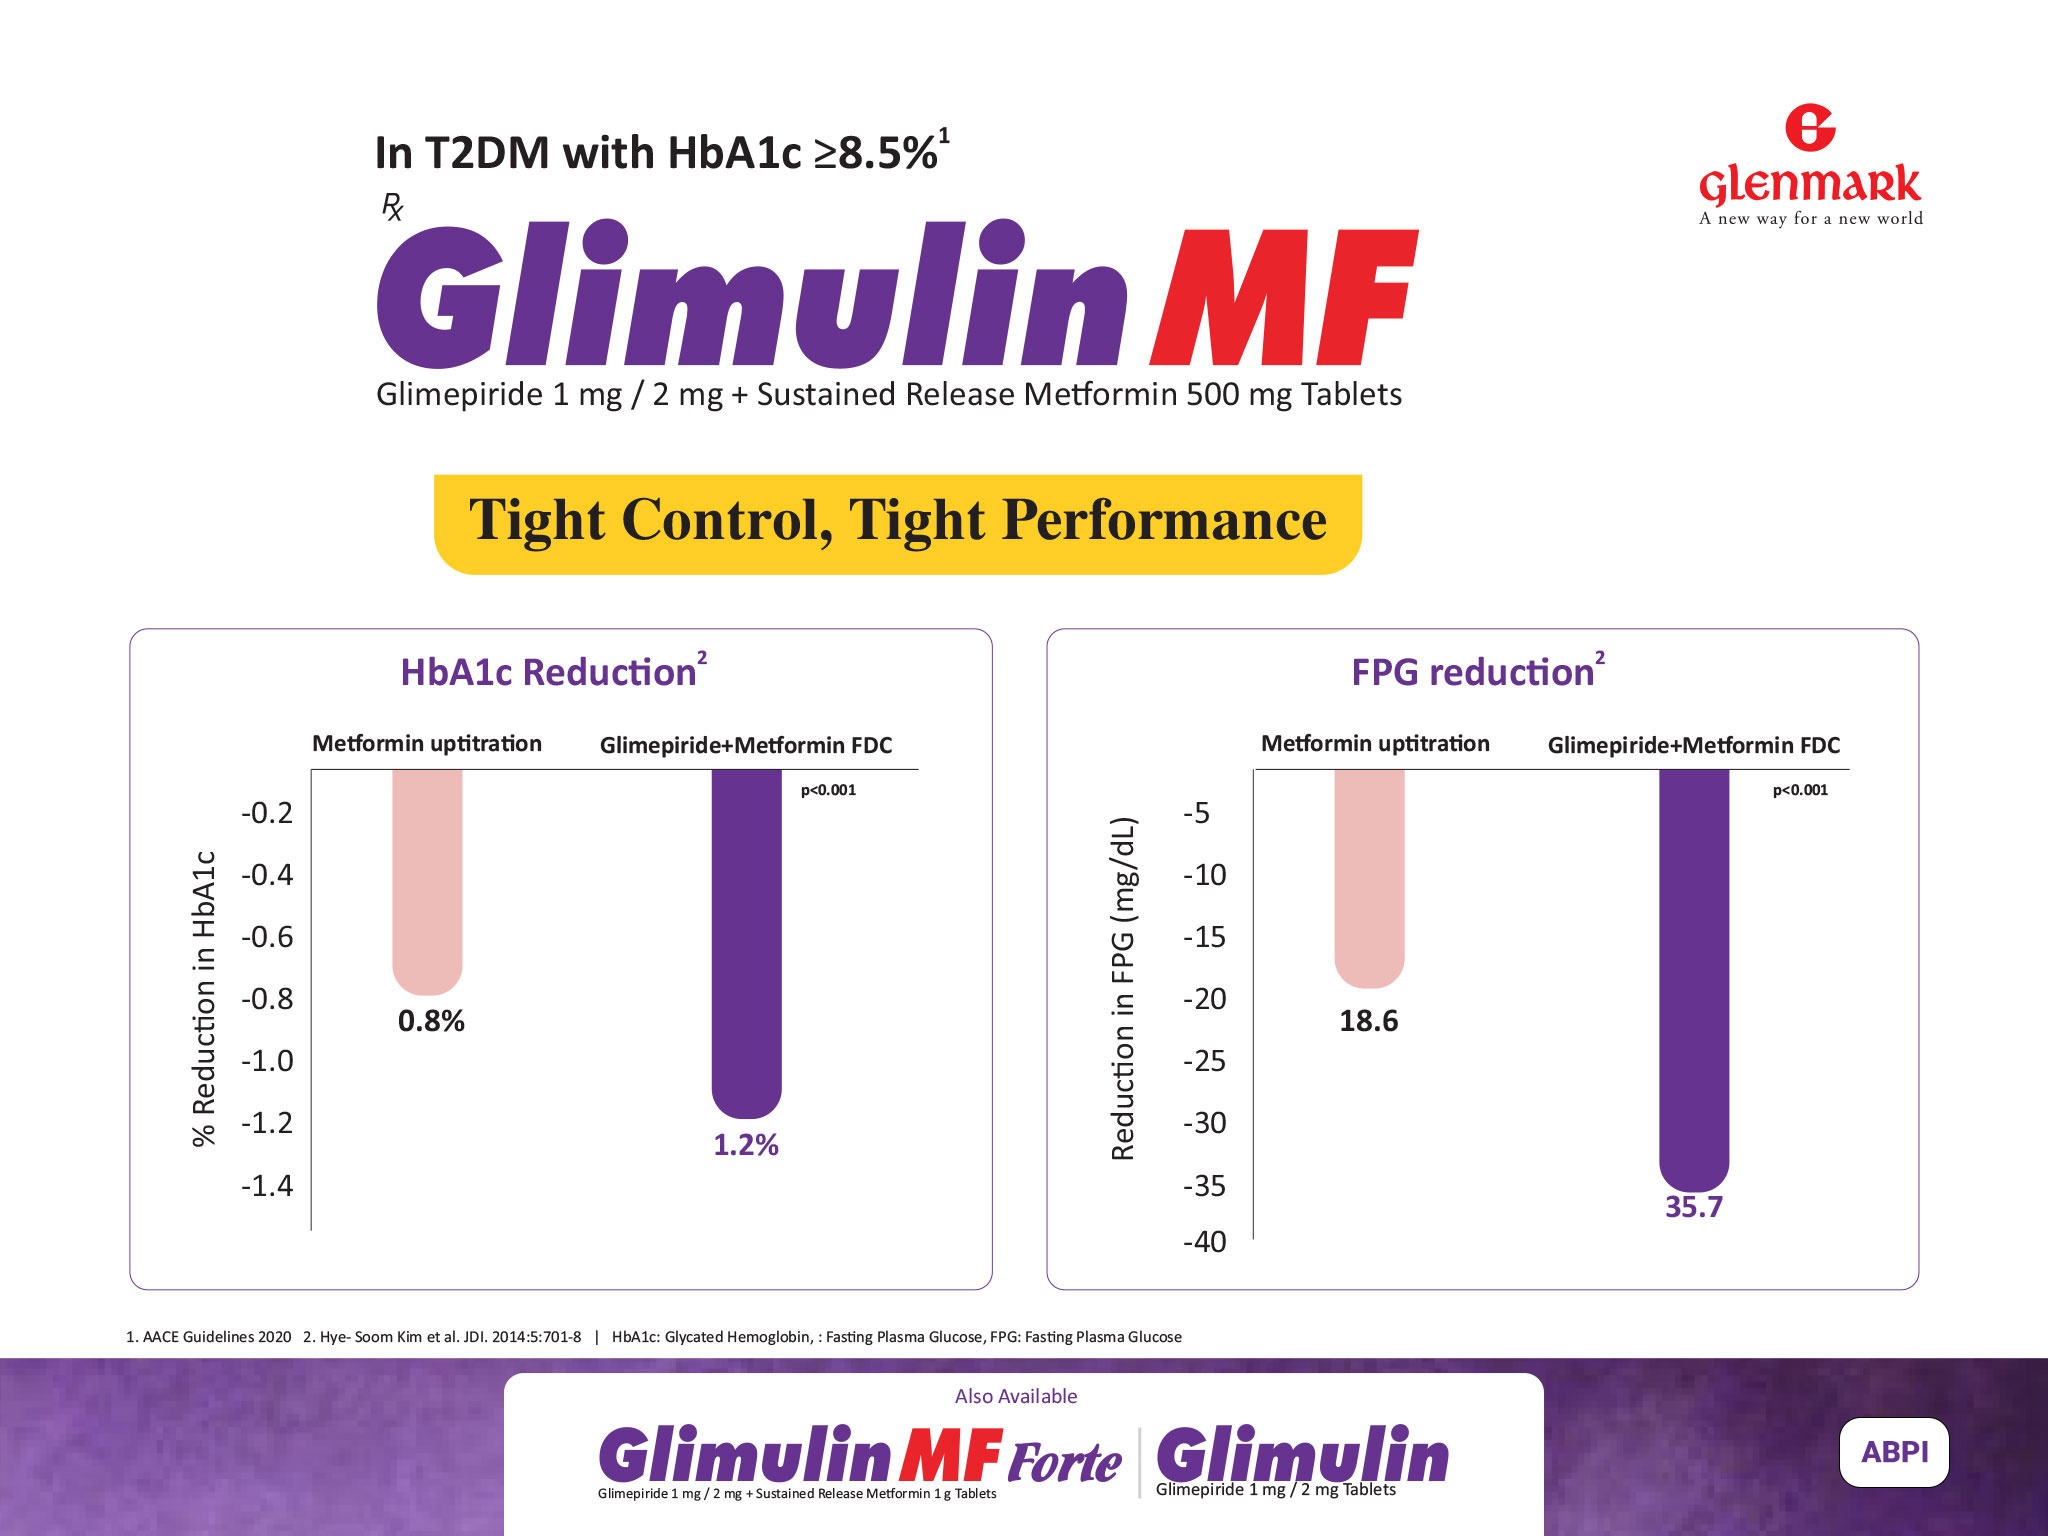 In T2DM with HbA1c ≥8.5%¹
glenmark
A new way for a new world
℞
Glimulin MF
Glimepiride 1 mg / 2 mg + Sustained Release Metformin 500 mg Tablets
Tight Control, Tight Performance
HbA1c Reduction²
Metformin uptitration
Glimepiride+Metformin FDC
p<0.001
% Reduction in HbA1c
-0.2
-0.4
-0.6
-0.8
-1.0
-1.2
-1.4
0.8%
1.2%
FPG reduction²
Metformin uptitration
Glimepiride+Metformin FDC
p<0.001
Reduction in FPG (mg/dL)
-5
-10
-15
-20
-25
-30
-35
-40
18.6
35.7
1. AACE Guidelines 2020 2. Hye- Soom Kim et al. JDI. 2014:5:701-8 | HbA1c: Glycated Hemoglobin, : Fasting Plasma Glucose, FPG: Fasting Plasma Glucose
Also Available
Glimulin MF Forte
Glimepiride 1 mg / 2 mg + Sustained Release Metformin 1 g Tablets
Glimulin
Glimepiride 1 mg / 2 mg Tablets
ABPI